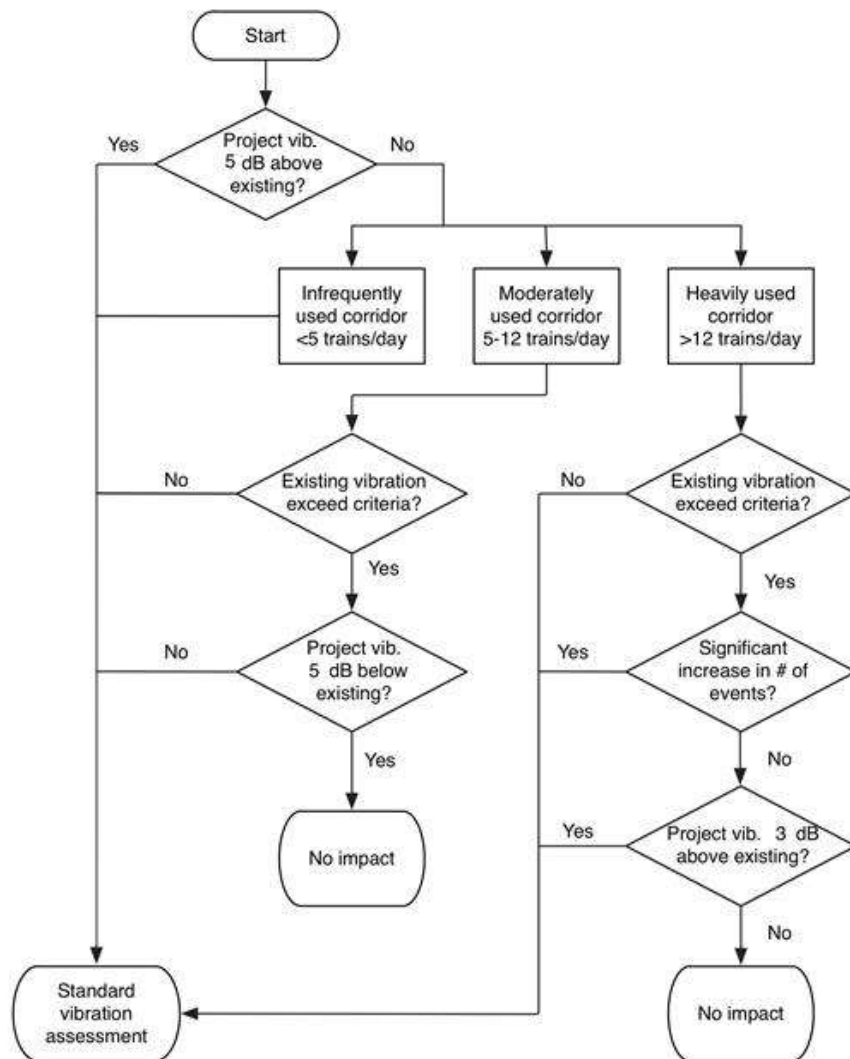 Start
Yes
Project vib.
5 dB above
existing?
No
Infrequently
used corridor
<5 trains/day
Moderately
used corridor
5-12 trains/day
Heavily used
corridor
>12 trains/day
No
Existing vibration
exceed criteria?
No
Existing vibration
exceed criteria?
Yes
Yes
No
Project vib.
5 dB below
existing?
Yes
Significant
increase in # of
events?
Yes
No
No impact
Yes
Project vib. 3 dB
above existing?
No
Standard
vibration
assessment
No impact